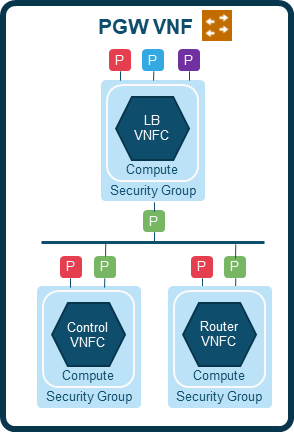 PGW VNF
P P P
LB
VNFC
Compute
Security Group
P
P P P P
Control
VNFC
Compute
Security Group
Router
VNFC
Compute
Security Group